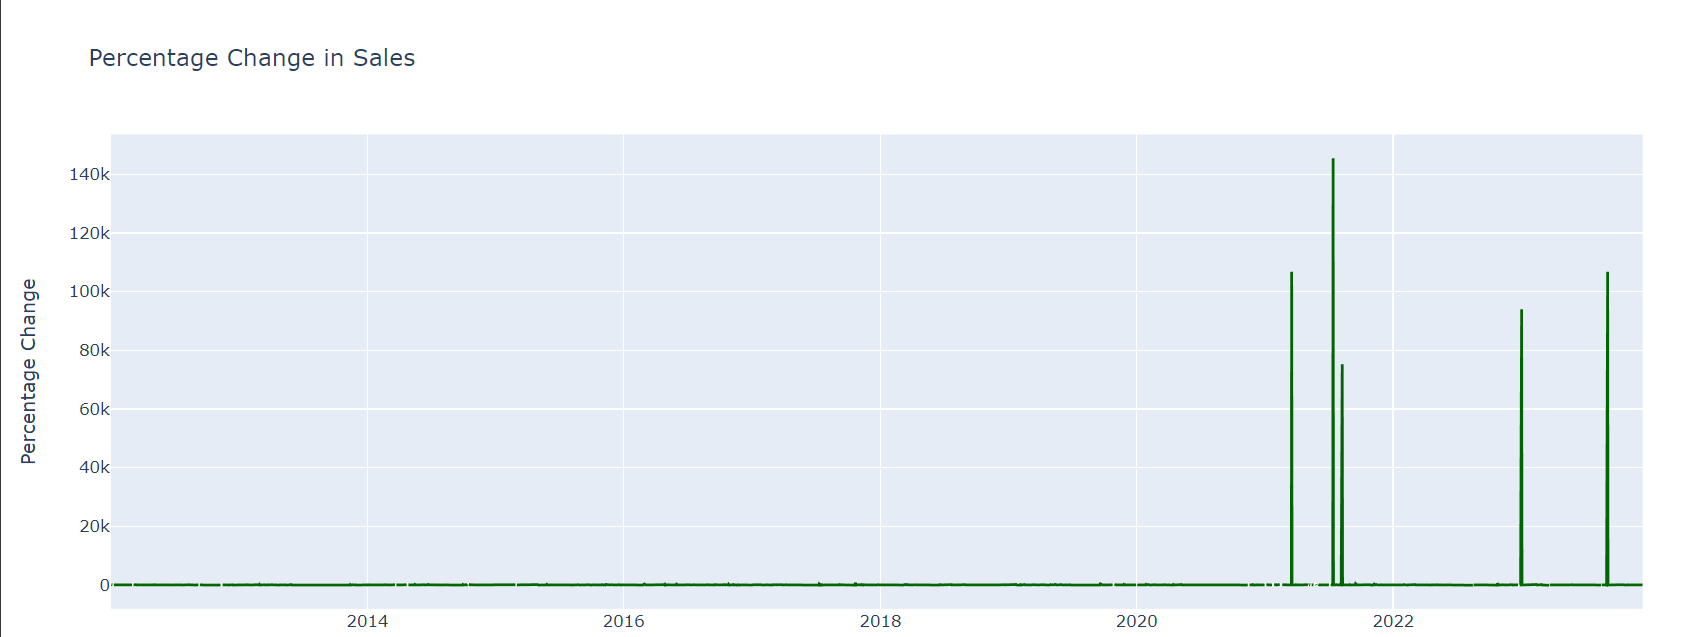 Percentage Change in Sales
Percentage Change
140k
120k
100k
80k
60k
40k
20k
0
2014
2016
2018
2020
2022